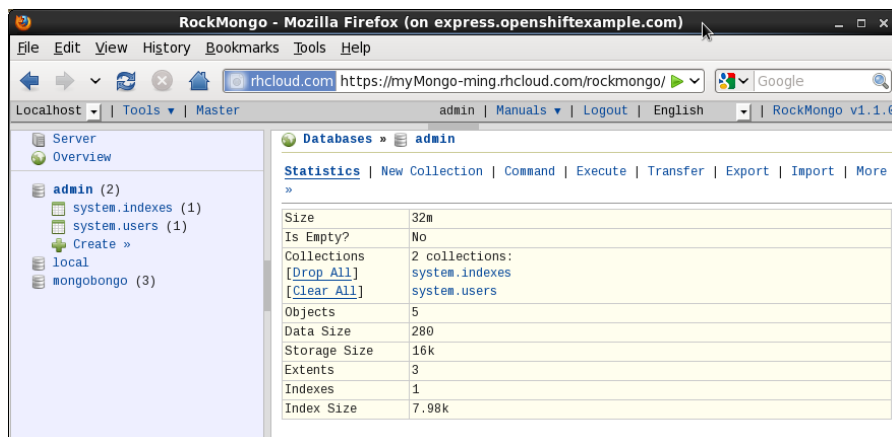 RockMongo - Mozilla Firefox (on express.openshiftexample.com)
File Edit View History Bookmarks Tools Help
rhcloud.com https://myMongo-ming.rhcloud.com/rockmongo/ Google
Localhost | Tools ▾ | Master admin | Manuals ▾ | Logout | English | RockMongo v1.1.0
Server
Overview
admin (2)
system.indexes (1)
system.users (1)
Create »
local
mongobongo (3)
Databases » admin
Statistics | New Collection | Command | Execute | Transfer | Export | Import | More
»
Size 32m
Is Empty? No
Collections 2 collections:
[Drop All] system.indexes
[Clear All] system.users
Objects 5
Data Size 280
Storage Size 16k
Extents 3
Indexes 1
Index Size 7.98k